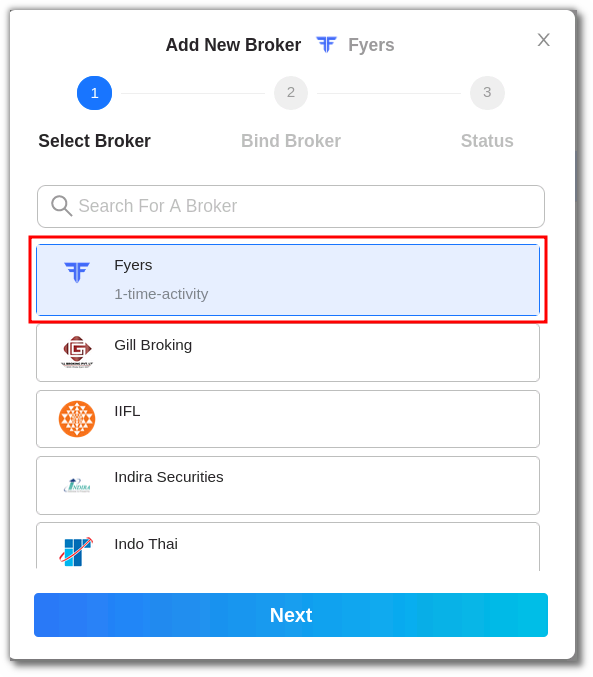 Add New Broker Fyers
1 2 3
Select Broker Bind Broker Status
Search For A Broker
Fyers
1-time-activity
Gill Broking
IIFL
Indira Securities
INDIRA
Indo Thai
Next